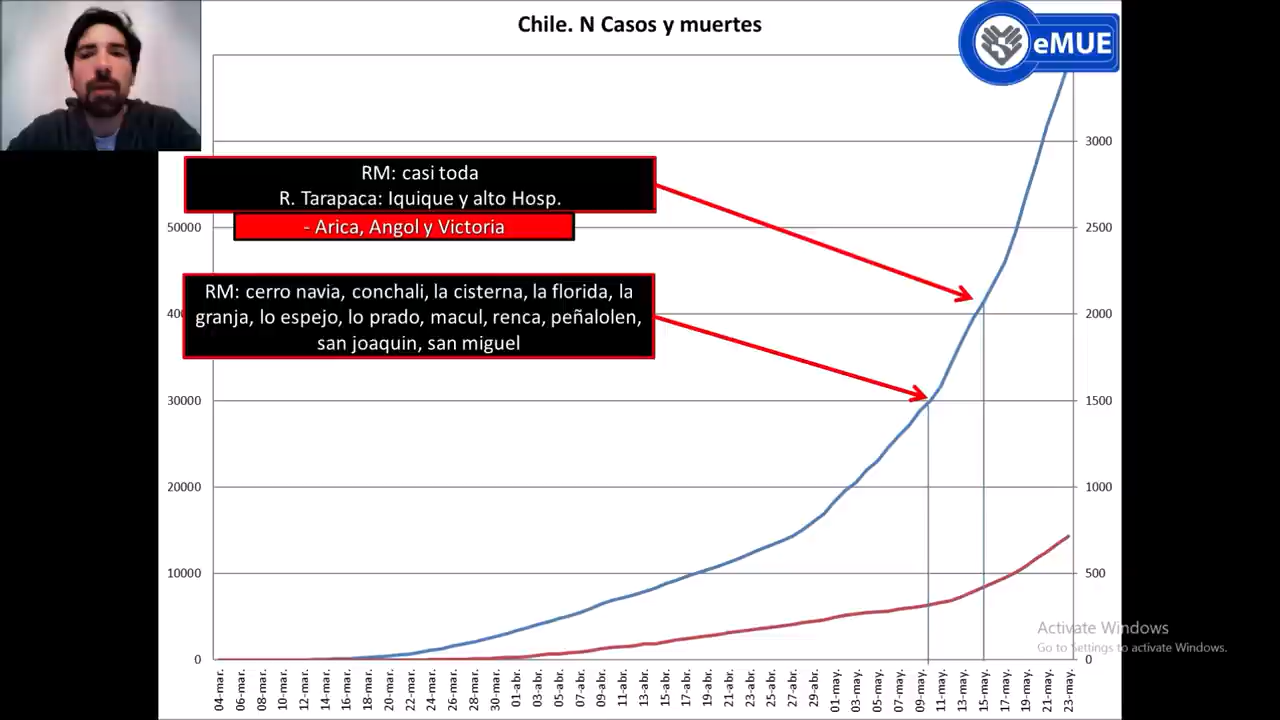 Chile. N Casos y muertes
eMUE
RM: casi toda
R. Tarapaca: Iquique y alto Hosp.
- Arica, Angol y Victoria
RM: cerro navia, conchali, la cisterna, la florida, la
granja, lo espejo, lo prado, macul, renca, peñalolen,
san joaquin, san miguel
50000
40
30000
20000
10000
0
3000
2500
2000
1500
1000
500
0
04-mar.
06-mar.
08-mar.
10-mar.
12-mar.
14-mar.
16-mar.
18-mar.
20-mar.
22-mar.
24-mar.
26-mar.
28-mar.
30-mar.
01-abr.
03-abr.
05-abr.
07-abr.
09-abr.
11-abr.
13-abr.
15-abr.
17-abr.
19-abr.
21-abr.
23-abr.
25-abr.
27-abr.
29-abr.
01-may.
03-may.
05-may.
07-may.
09-may.
11-may.
13-may.
15-may.
17-may.
19-may.
21-may.
23-may.
Activate Windows
Go to Settings to activate Windows.